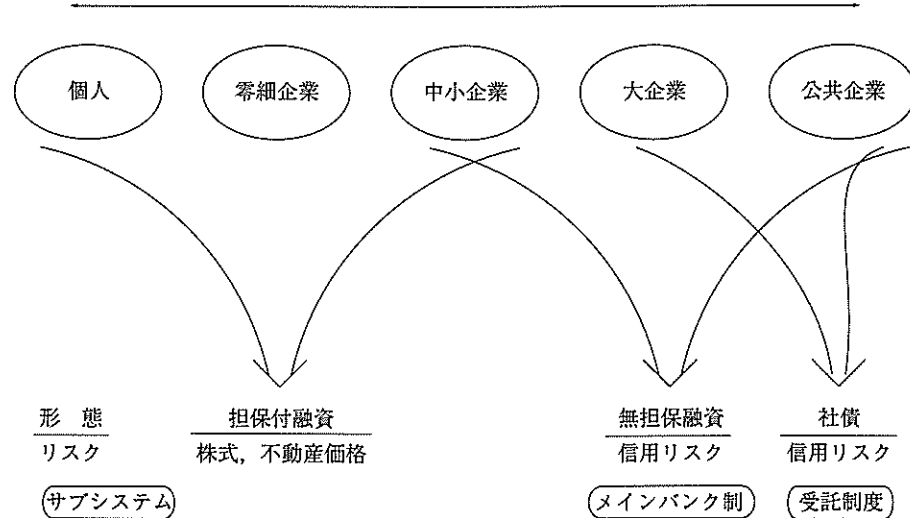 個人 零細企業 中小企業 大企業 公共企業
形 態 担保付融資 無担保融資 社債
リスク 株式，不動産価格 信用リスク 信用リスク
サブシステム メインバンク制 受託制度